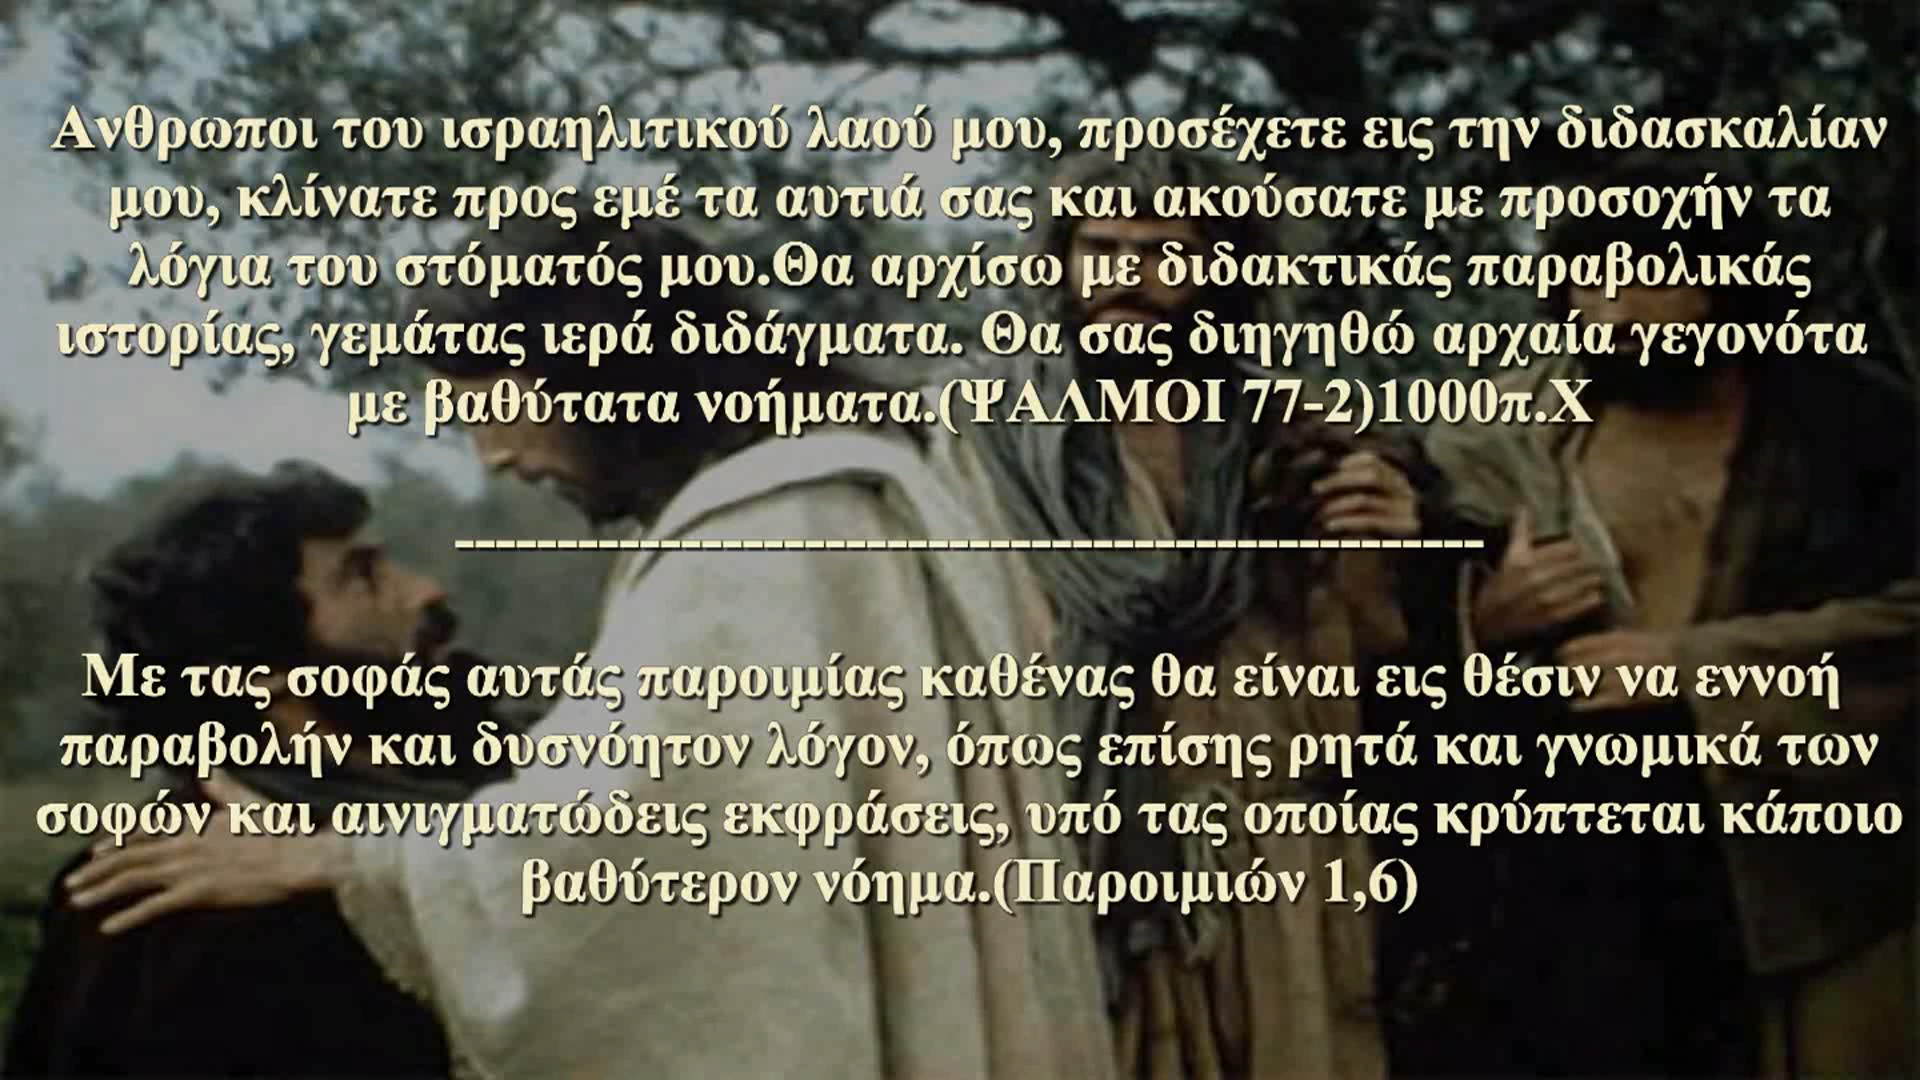 Ανθρωποι του ισραηλιτικού λαού μου, προσέχετε εις την διδασκαλίαν
μου, κλίνατε προς εμέ τα αυτιά σας και ακούσατε με προσοχήν τα
λόγια του στόματός μου.Θα αρχίσω με διδακτικάς παραβολικάς
ιστορίας, γεμάτας ιερά διδάγματα. Θα σας διηγηθώ αρχαία γεγονότα
με βαθύτατα νοήματα.(ΨΑΛΜΟΙ 77-2)1000π.Χ
--------------------------------------------------
Με τας σοφάς αυτάς παροιμίας καθένας θα είναι εις θέσιν να εννοή
παραβολήν και δυσνόητον λόγον, όπως επίσης ρητά και γνωμικά των
σοφών και αινιγματώδεις εκφράσεις, υπό τας οποίας κρύπτεται κάποιο
βαθύτερον νόημα.(Παροιμιών 1,6)